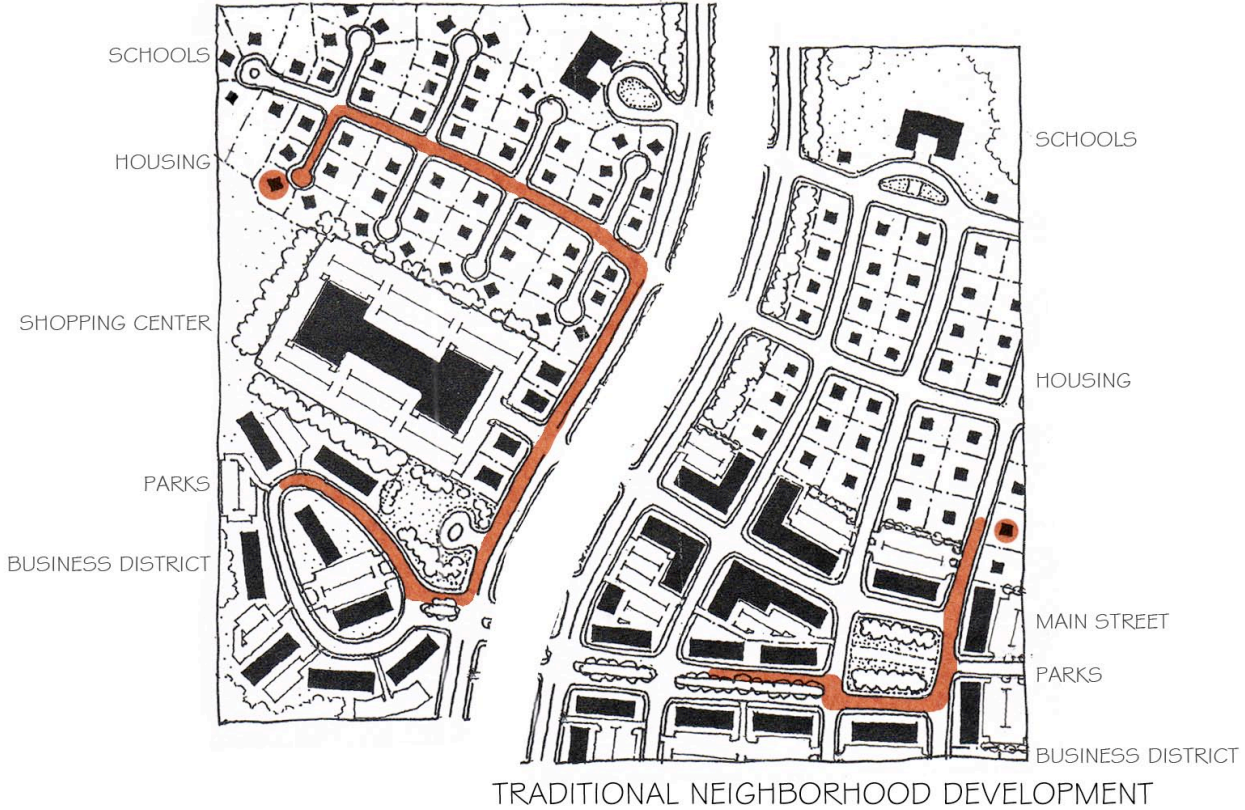 SCHOOLS
HOUSING
SHOPPING CENTER
PARKS
BUSINESS DISTRICT
SCHOOLS
HOUSING
MAIN STREET
PARKS
BUSINESS DISTRICT
TRADITIONAL NEIGHBORHOOD DEVELOPMENT